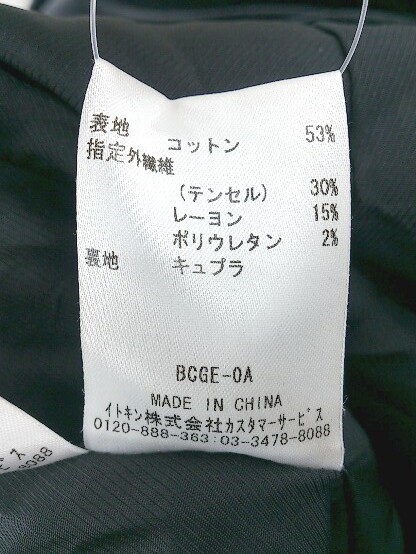 表地 コットン 53%
指定外繊維
(テンセル) 30%
レーヨン 15%
ポリウレタン 2%
裏地 キュプラ
BCGE-0A
MADE IN CHINA
イトキン株式会社カスタマーサービス
0120-888-363:03-3478-8088
ビス
8088